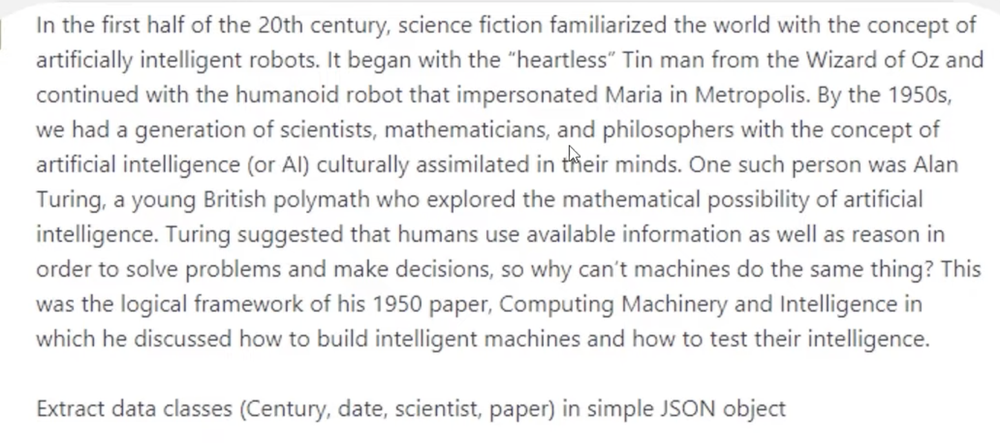 In the first half of the 20th century, science fiction familiarized the world with the concept of
artificially intelligent robots. It began with the “heartless” Tin man from the Wizard of Oz and
continued with the humanoid robot that impersonated Maria in Metropolis. By the 1950s,
we had a generation of scientists, mathematicians, and philosophers with the concept of
artificial intelligence (or AI) culturally assimilated in their minds. One such person was Alan
Turing, a young British polymath who explored the mathematical possibility of artificial
intelligence. Turing suggested that humans use available information as well as reason in
order to solve problems and make decisions, so why can’t machines do the same thing? This
was the logical framework of his 1950 paper, Computing Machinery and Intelligence in
which he discussed how to build intelligent machines and how to test their intelligence.
Extract data classes (Century, date, scientist, paper) in simple JSON object